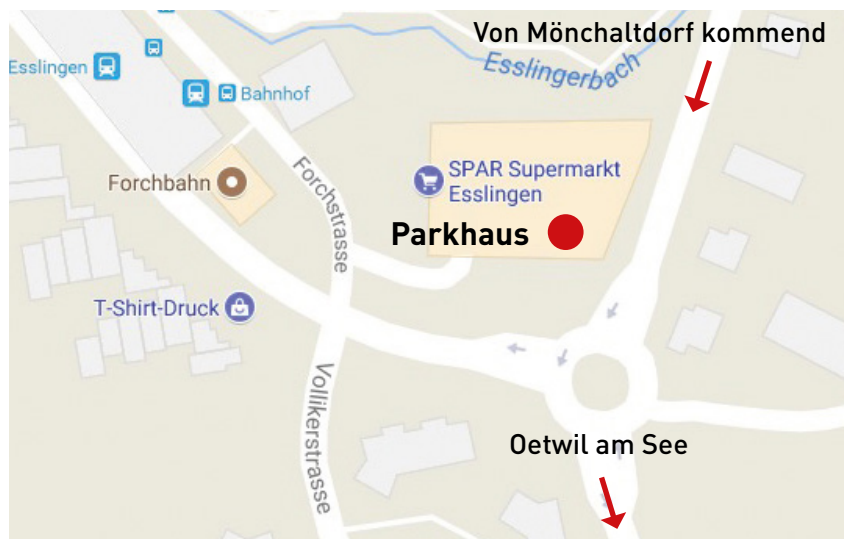 Von Mönchaltdorf kommend
Esslingen
Bahnhof
Esslingerbach
Forchbahn
Forchstrasse
SPAR Supermarkt
Esslingen
Parkhaus
T-Shirt-Druck
Vollikerstrasse
Oetwil am See